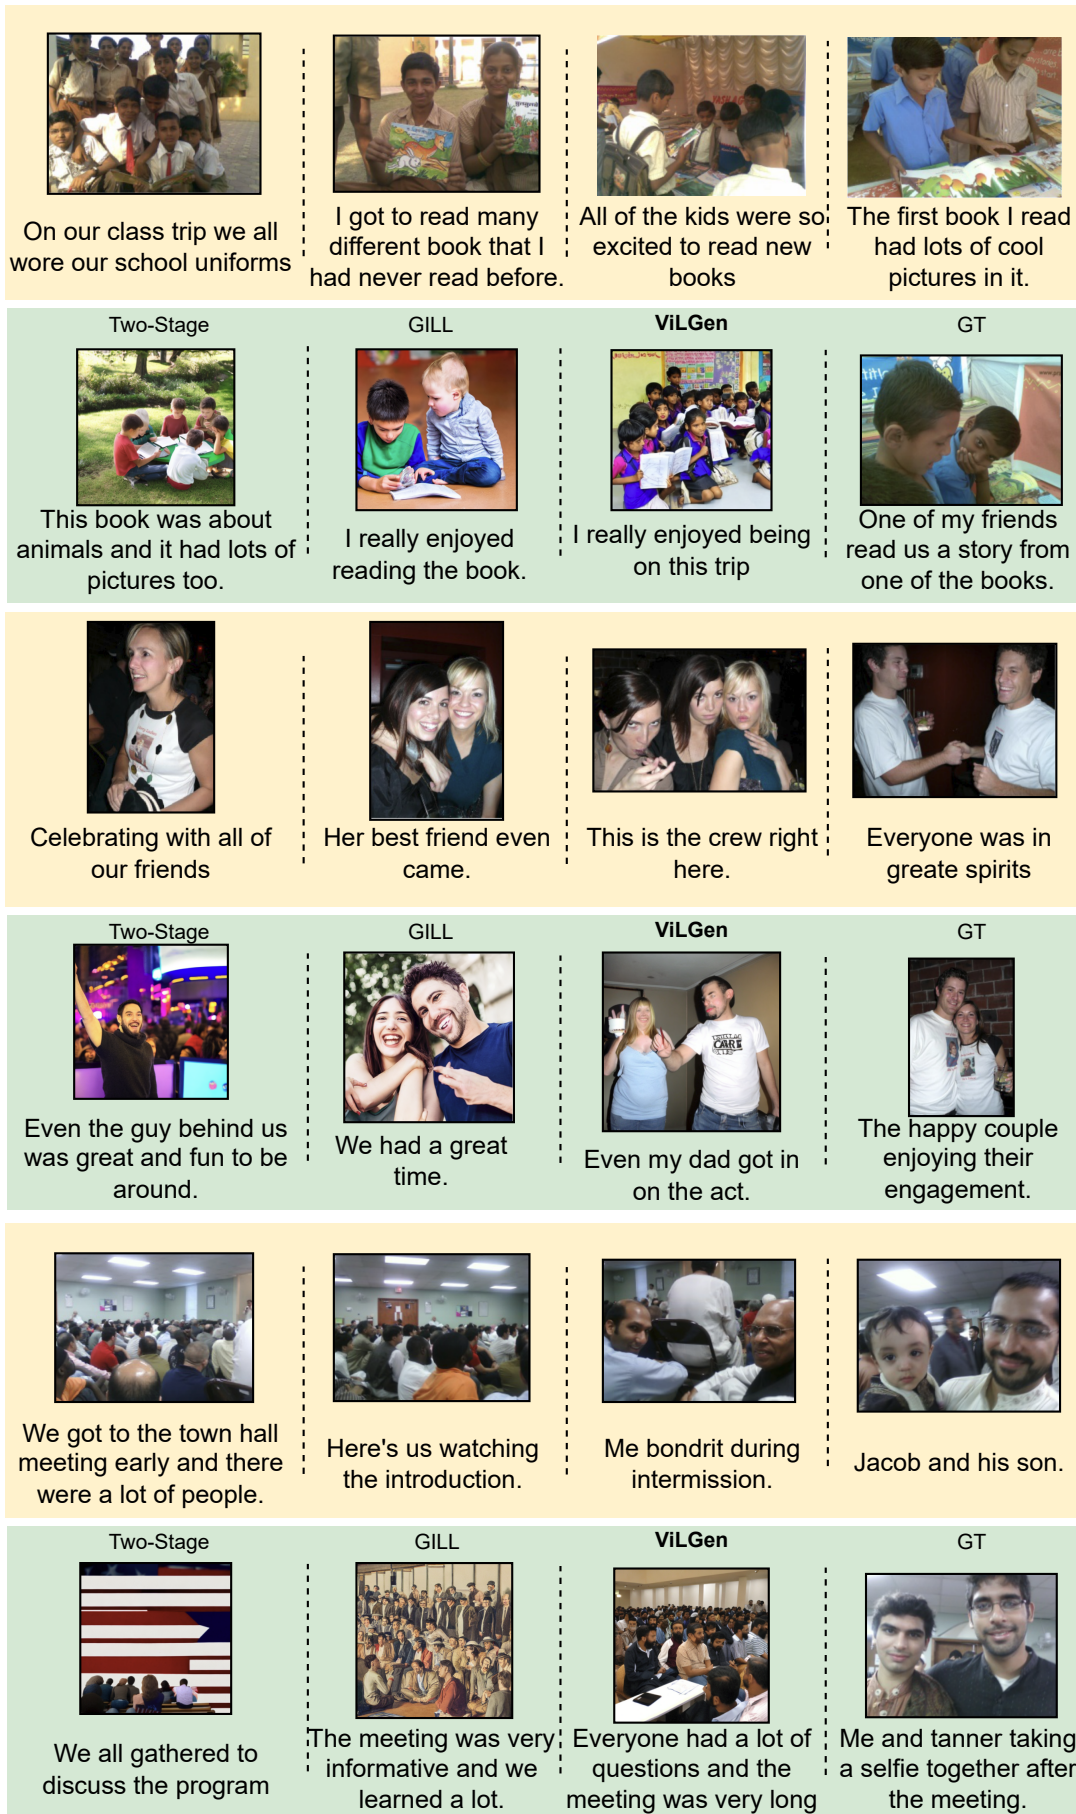 On our class trip we all
wore our school uniforms
I got to read many
different book that I
had never read before.
All of the kids were so
excited to read new
books
The first book I read
had lots of cool
pictures in it.
Two-Stage
GILL
ViLGen
GT
This book was about
animals and it had lots of
pictures too.
I really enjoyed
reading the book.
I really enjoyed being
on this trip
One of my friends
read us a story from
one of the books.
Celebrating with all of
our friends
Her best friend even
came.
This is the crew right
here.
Everyone was in
greate spirits
Two-Stage
GILL
ViLGen
GT
CART
Even the guy behind us
was great and fun to be
around.
We had a great
time.
Even my dad got in
on the act.
The happy couple
enjoying their
engagement.
We got to the town hall
meeting early and there
were a lot of people.
Here's us watching
the introduction.
Me bondrit during
intermission.
Jacob and his son.
Two-Stage
GILL
ViLGen
GT
We all gathered to
discuss the program
The meeting was very
informative and we
learned a lot.
Everyone had a lot of
questions and the
meeting was very long
Me and tanner taking
a selfie together after
the meeting.